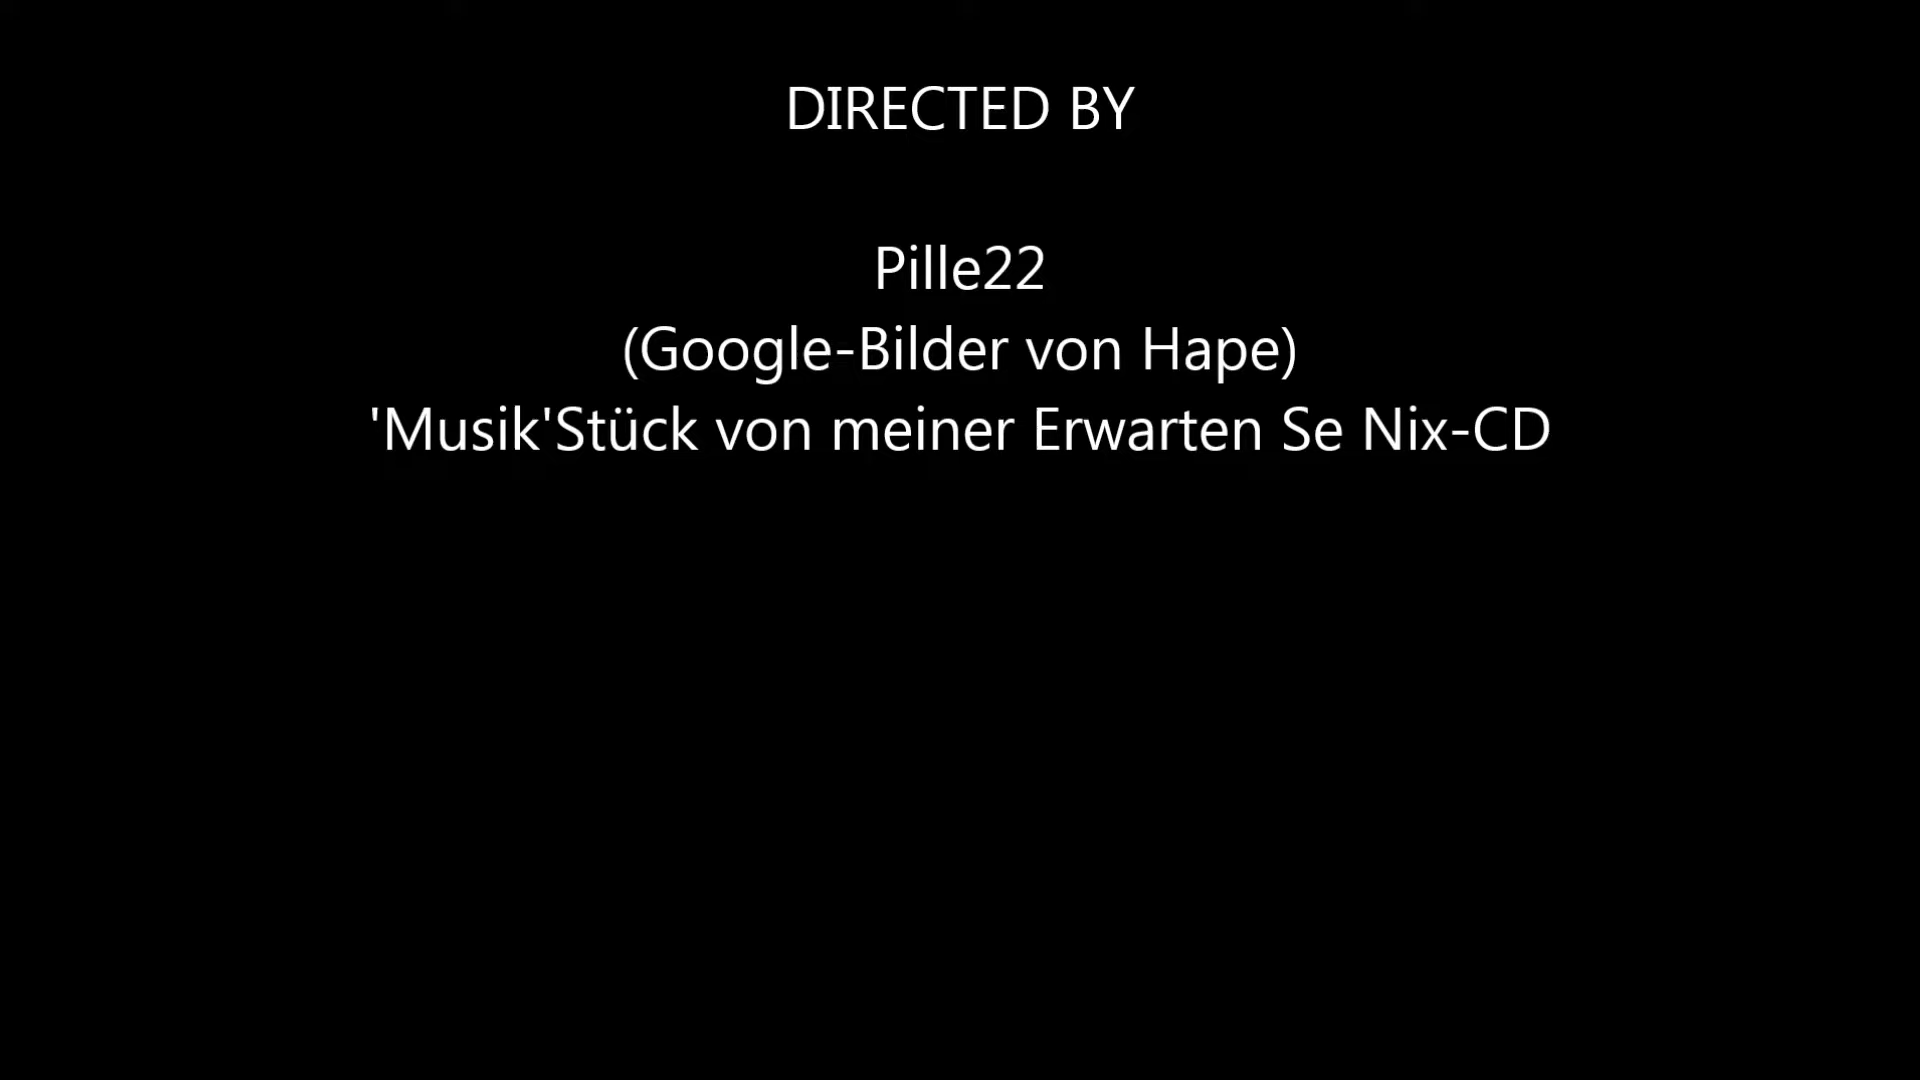 DIRECTED BY
Pille22
(Google-Bilder von Hape)
'Musik'Stück von meiner Erwarten Se Nix-CD